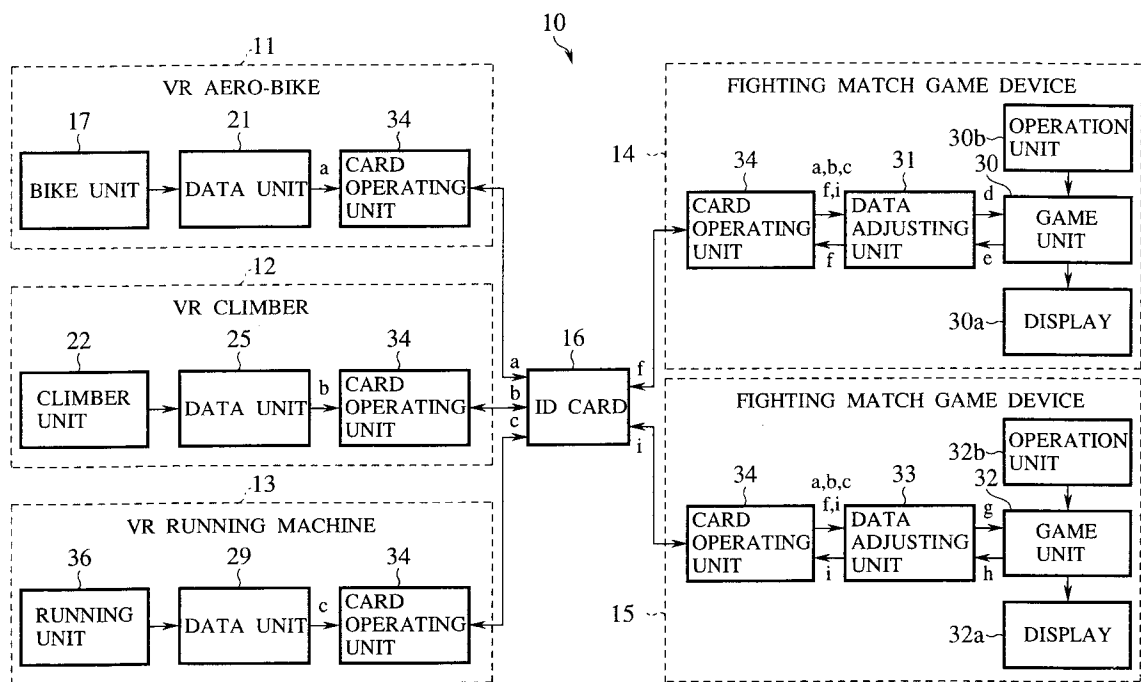 10
11
VR AERO-BIKE
17
21
34
BIKE UNIT
DATA UNIT
a
CARD
OPERATING
UNIT
12
VR CLIMBER
22
25
34
CLIMBER
UNIT
DATA UNIT
b
CARD
OPERATING
UNIT
13
VR RUNNING MACHINE
36
29
34
RUNNING
UNIT
DATA UNIT
c
CARD
OPERATING
UNIT
16
a
b
c
ID CARD
f
i
FIGHTING MATCH GAME DEVICE
14
30b
OPERATION
UNIT
34
a,b,c
f,i
31
30
d
CARD
OPERATING
UNIT
f
DATA
ADJUSTING
UNIT
e
GAME
UNIT
30a
DISPLAY
FIGHTING MATCH GAME DEVICE
15
32b
OPERATION
UNIT
34
a,b,c
f,i
33
32
g
CARD
OPERATING
UNIT
i
DATA
ADJUSTING
UNIT
h
GAME
UNIT
32a
DISPLAY